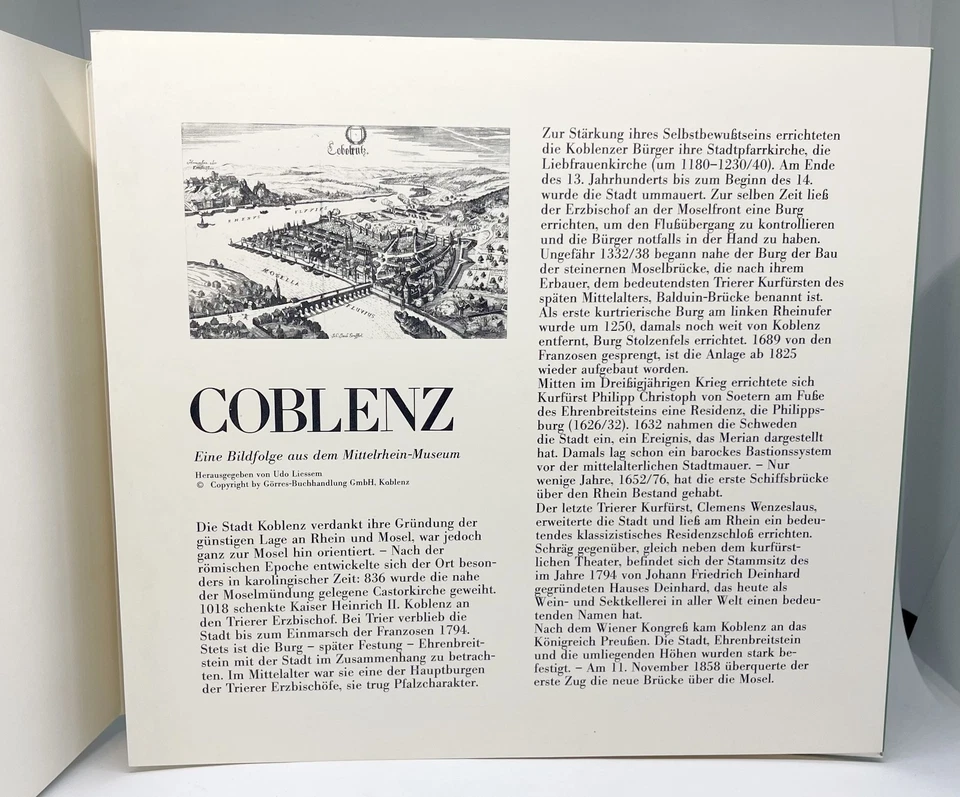 Cobolentz.
RHENUS FLUVIUS
MOSELLA
FLUVIUS
COBLENZ
Eine Bildfolge aus dem Mittelrhein-Museum
Herausgegeben von Udo Liessem
© Copyright by Görres-Buchhandlung GmbH, Koblenz
Die Stadt Koblenz verdankt ihre Gründung der
günstigen Lage an Rhein und Mosel, war jedoch
ganz zur Mosel hin orientiert. – Nach der
römischen Epoche entwickelte sich der Ort beson-
ders in karolingischer Zeit: 836 wurde die nahe
der Moselmündung gelegene Castorkirche geweiht.
1018 schenkte Kaiser Heinrich II. Koblenz an
den Trierer Erzbischof. Bei Trier verblieb die
Stadt bis zum Einmarsch der Franzosen 1794.
Stets ist die Burg – später Festung – Ehrenbreit-
stein mit der Stadt im Zusammenhang zu betrach-
ten. Im Mittelalter war sie eine der Hauptburgen
der Trierer Erzbischöfe, sie trug Pfalzcharakter.
Zur Stärkung ihres Selbstbewußtseins errichteten
die Koblenzer Bürger ihre Stadtpfarrkirche, die
Liebfrauenkirche (um 1180–1230/40). Am Ende
des 13. Jahrhunderts bis zum Beginn des 14.
wurde die Stadt ummauert. Zur selben Zeit ließ
der Erzbischof an der Moselfront eine Burg
errichten, um den Flußübergang zu kontrollieren
und die Bürger notfalls in der Hand zu haben.
Ungefähr 1332/38 begann nahe der Burg der Bau
der steinernen Moselbrücke, die nach ihrem
Erbauer, dem bedeutendsten Trierer Kurfürsten des
späten Mittelalters, Balduin-Brücke benannt ist.
Als erste kurtrierische Burg am linken Rheinufer
wurde um 1250, damals noch weit von Koblenz
entfernt, Burg Stolzenfels errichtet. 1689 von den
Franzosen gesprengt, ist die Anlage ab 1825
wieder aufgebaut worden.
Mitten im Dreißigjährigen Krieg errichtete sich
Kurfürst Philipp Christoph von Soetern am Fuße
des Ehrenbreitsteins eine Residenz, die Philipps-
burg (1626/32). 1632 nahmen die Schweden
die Stadt ein, ein Ereignis, das Merian dargestellt
hat. Damals lag schon ein barockes Bastionssystem
vor der mittelalterlichen Stadtmauer. – Nur
wenige Jahre, 1652/76, hat die erste Schiffsbrücke
über den Rhein Bestand gehabt.
Der letzte Trierer Kurfürst, Clemens Wenzeslaus,
erweiterte die Stadt und ließ am Rhein ein bedeu-
tendes klassizistisches Residenzschloß errichten.
Schräg gegenüber, gleich neben dem kurfürst-
lichen Theater, befindet sich der Stammsitz des
im Jahre 1794 von Johann Friedrich Deinhard
gegründeten Hauses Deinhard, das heute als
Wein- und Sektkellerei in aller Welt einen bedeu-
tenden Namen hat.
Nach dem Wiener Kongreß kam Koblenz an das
Königreich Preußen. Die Stadt, Ehrenbreitstein
und die umliegenden Höhen wurden stark be-
festigt. – Am 11. November 1858 überquerte der
erste Zug die neue Brücke über die Mosel.